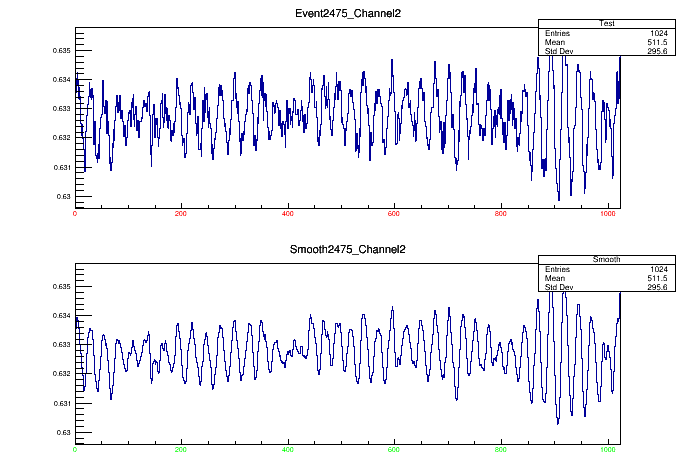 Event2475_Channel2
Test
Entries 1024
Mean 511.5
Std Dev 295.6
0.635
0.634
0.633
0.632
0.631
0.63
0 200 400 600 800 1000
Smooth2475_Channel2
Smooth
Entries 1024
Mean 511.5
Std Dev 295.6
0.635
0.634
0.633
0.632
0.631
0.63
0 200 400 600 800 1000